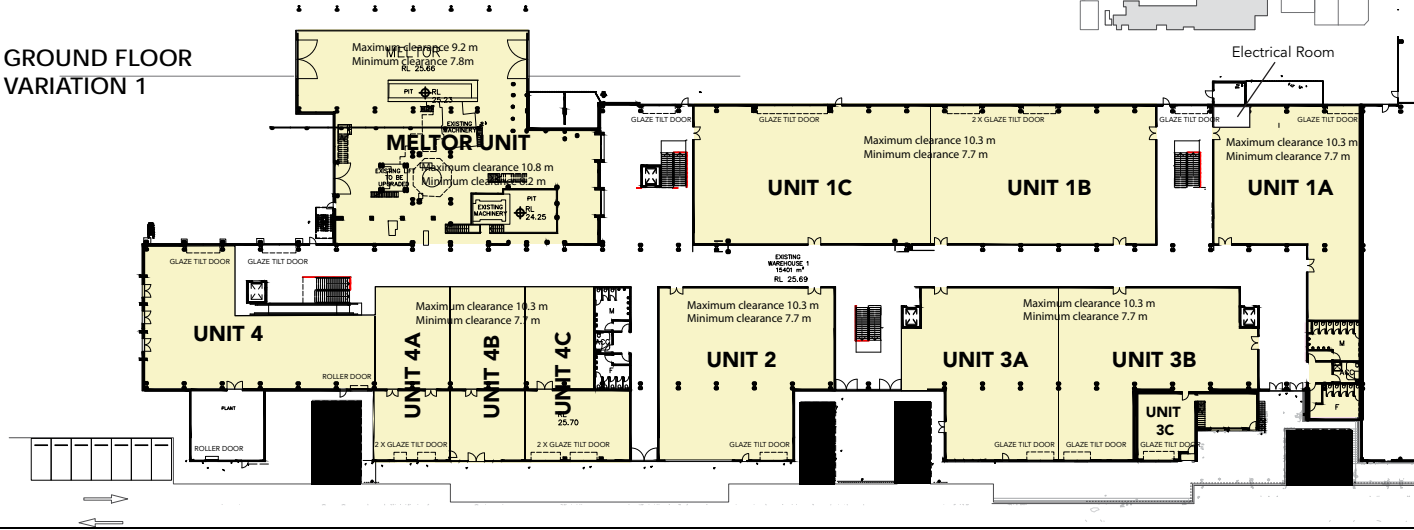 GROUND FLOOR
VARIATION 1
Maximum clearance 9.2 m
MELTOR
Minimum clearance 7.8m
RL 25.66
PIT
RL
25.23
EXISTING
MACHINERY
MELTOR UNIT
Maximum clearance 10.8 m
EXISTING LIFT
TO BE
UPGRADED
PIT
EXISTING
MACHINERY
RL
24.25
Electrical Room
GLAZE TILT DOOR
GLAZE TILT DOOR
2 X GLAZE TILT DOOR
GLAZE TILT DOOR
GLAZE TILT DOOR
Maximum clearance 10.3 m
Minimum clearance 7.7 m
Maximum clearance 10.3 m
Minimum clearance 7.7 m
UNIT 1C
UNIT 1B
UNIT 1A
GLAZE TILT DOOR
GLAZE TILT DOOR
EXISTING
WAREHOUSE 1
15401 m²
RL 25.69
Maximum clearance 10.3 m
Minimum clearance 7.7 m
Maximum clearance 10.3 m
Minimum clearance 7.7 m
Maximum clearance 10.3 m
Minimum clearance 7.7 m
UNIT 4
UNIT 4A
UNIT 4B
UNIT 4C
M
F
UNIT 2
UNIT 3A
UNIT 3B
M
F
ROLLER DOOR
PLANT
25.70
UNIT
3C
ROLLER DOOR
2 X GLAZE TILT DOOR
2 X GLAZE TILT DOOR
GLAZE TILT DOOR
GLAZE TILT DOOR
GLAZE TILT DOOR
GLAZE TILT DOOR